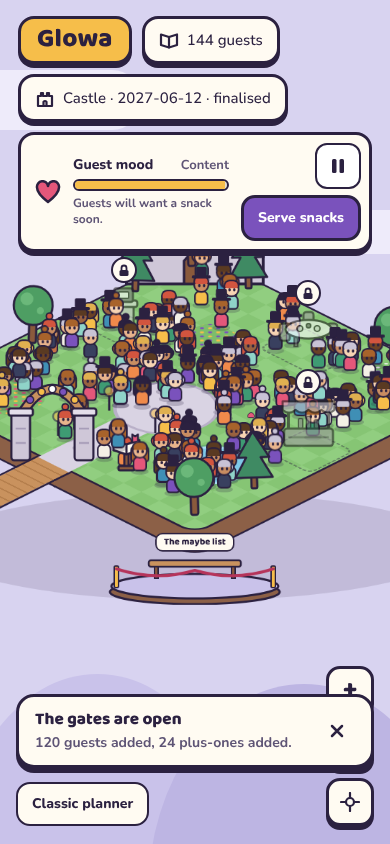 Glowa
144 guests
Castle · 2027-06-12 · finalised
Guest mood
Content
Guests will want a snack
soon.
Serve snacks
The maybe list
The gates are open
120 guests added, 24 plus-ones added.
Classic planner